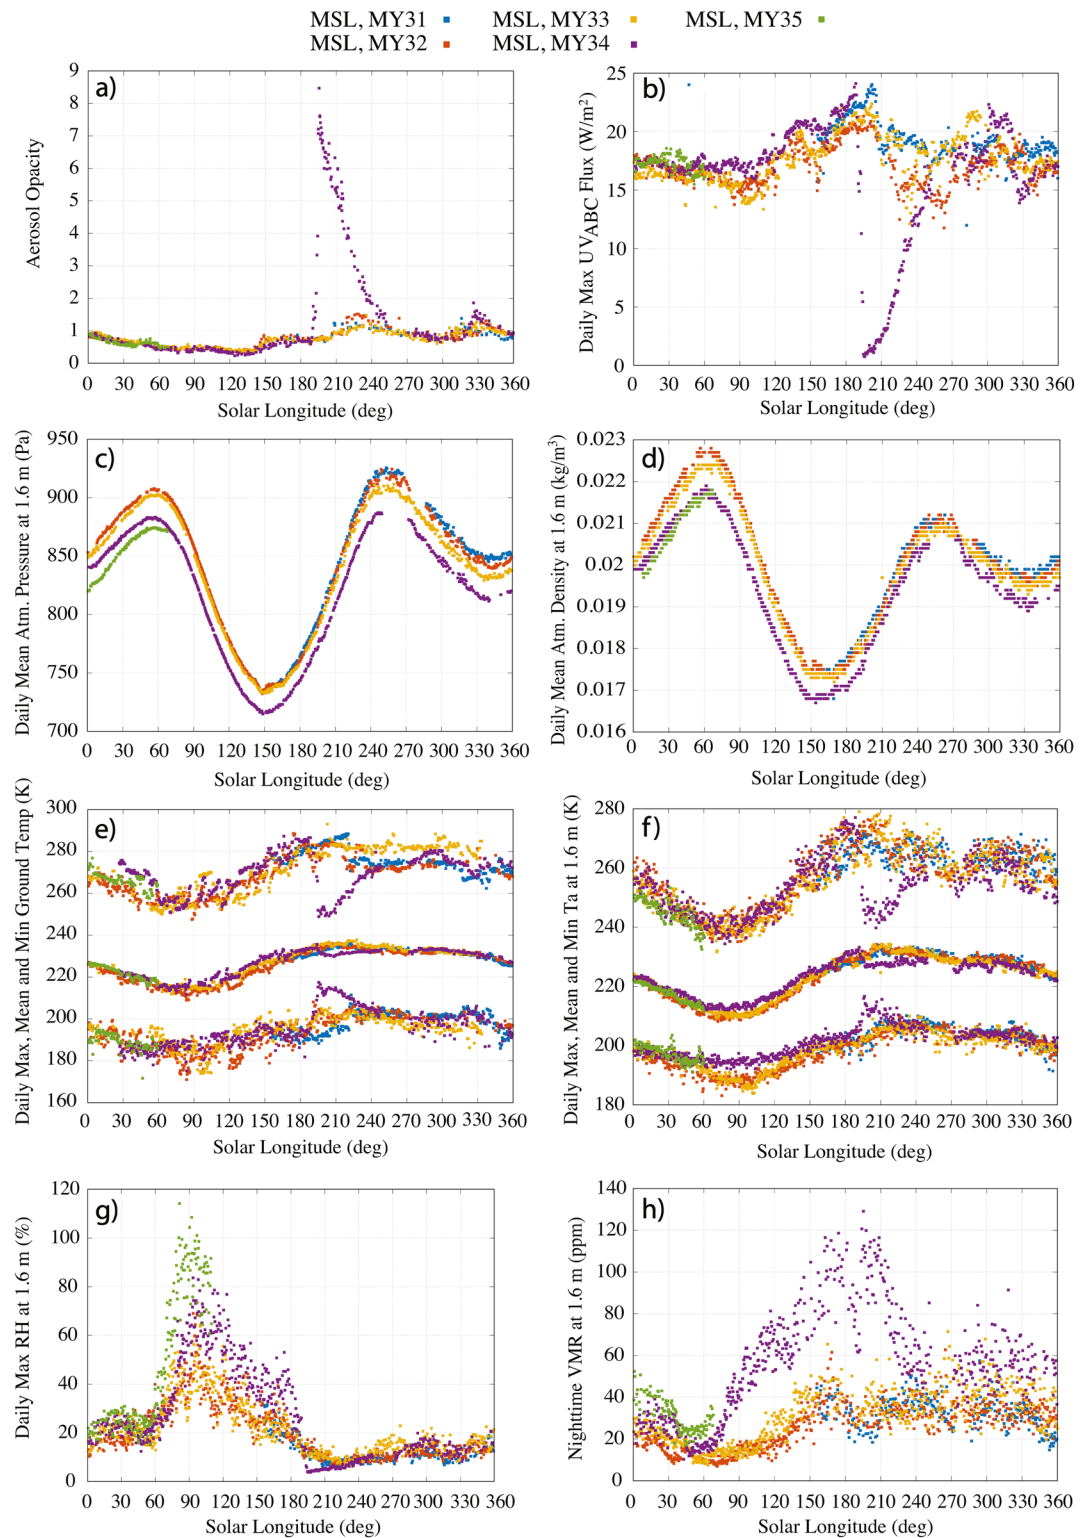 MSL, MY31 MSL, MY33 MSL, MY35
MSL, MY32 MSL, MY34
a)
Aerosol Opacity
9
8
7
6
5
4
3
2
1
0
0 30 60 90 120 150 180 210 240 270 300 330 360
Solar Longitude (deg)
b)
Daily Max UVABC Flux (W/m²)
25
20
15
10
5
0
0 30 60 90 120 150 180 210 240 270 300 330 360
Solar Longitude (deg)
c)
Daily Mean Atm. Pressure at 1.6 m (Pa)
950
900
850
800
750
700
0 30 60 90 120 150 180 210 240 270 300 330 360
Solar Longitude (deg)
d)
Daily Mean Atm. Density at 1.6 m (kg/m³)
0.023
0.022
0.021
0.02
0.019
0.018
0.017
0.016
0 30 60 90 120 150 180 210 240 270 300 330 360
Solar Longitude (deg)
e)
Daily Max, Mean and Min Ground Temp (K)
300
280
260
240
220
200
180
160
0 30 60 90 120 150 180 210 240 270 300 330 360
Solar Longitude (deg)
f)
Daily Max, Mean and Min Ta at 1.6 m (K)
280
260
240
220
200
180
0 30 60 90 120 150 180 210 240 270 300 330 360
Solar Longitude (deg)
g)
Daily Max RH at 1.6 m (%)
120
100
80
60
40
20
0
0 30 60 90 120 150 180 210 240 270 300 330 360
Solar Longitude (deg)
h)
Nighttime VMR at 1.6 m (ppm)
140
120
100
80
60
40
20
0
0 30 60 90 120 150 180 210 240 270 300 330 360
Solar Longitude (deg)